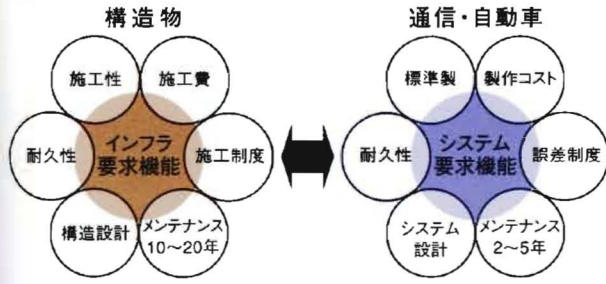 構造物
通信・自動車
施工性
施工費
耐久性
インフラ
要求機能
施工制度
構造設計
メンテナンス
10〜20年
標準製
製作コスト
耐久性
システム
要求機能
誤差制度
システム
設計
メンテナンス
2〜5年